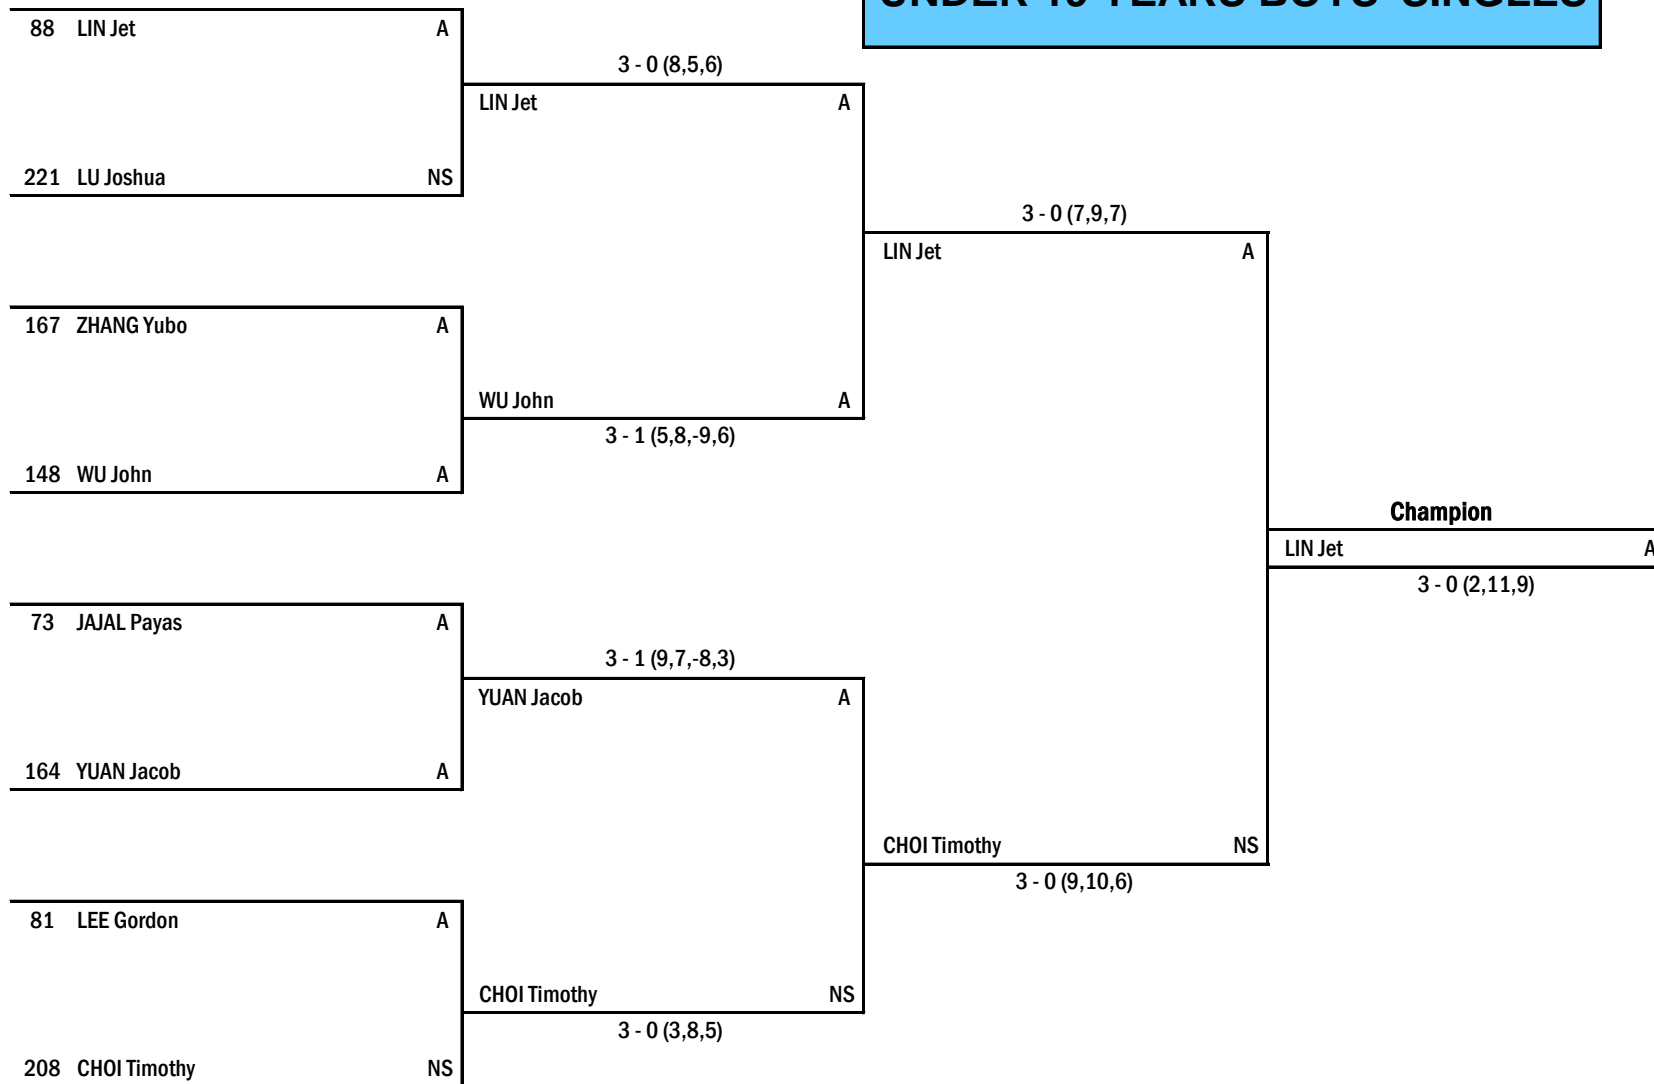 UNDER YEARS BOYS' SINGLES
88 LIN Jet A
3 - 0 (8,5,6)
LIN Jet A
221 LU Joshua NS
3 - 0 (7,9,7)
LIN Jet A
167 ZHANG Yubo A
WU John A
3 - 1 (5,8,-9,6)
148 WU John A
Champion
LIN Jet A
3 - 0 (2,11,9)
73 JAJAL Payas A
3 - 1 (9,7,-8,3)
YUAN Jacob A
164 YUAN Jacob A
CHOI Timothy NS
3 - 0 (9,10,6)
81 LEE Gordon A
CHOI Timothy NS
3 - 0 (3,8,5)
208 CHOI Timothy NS